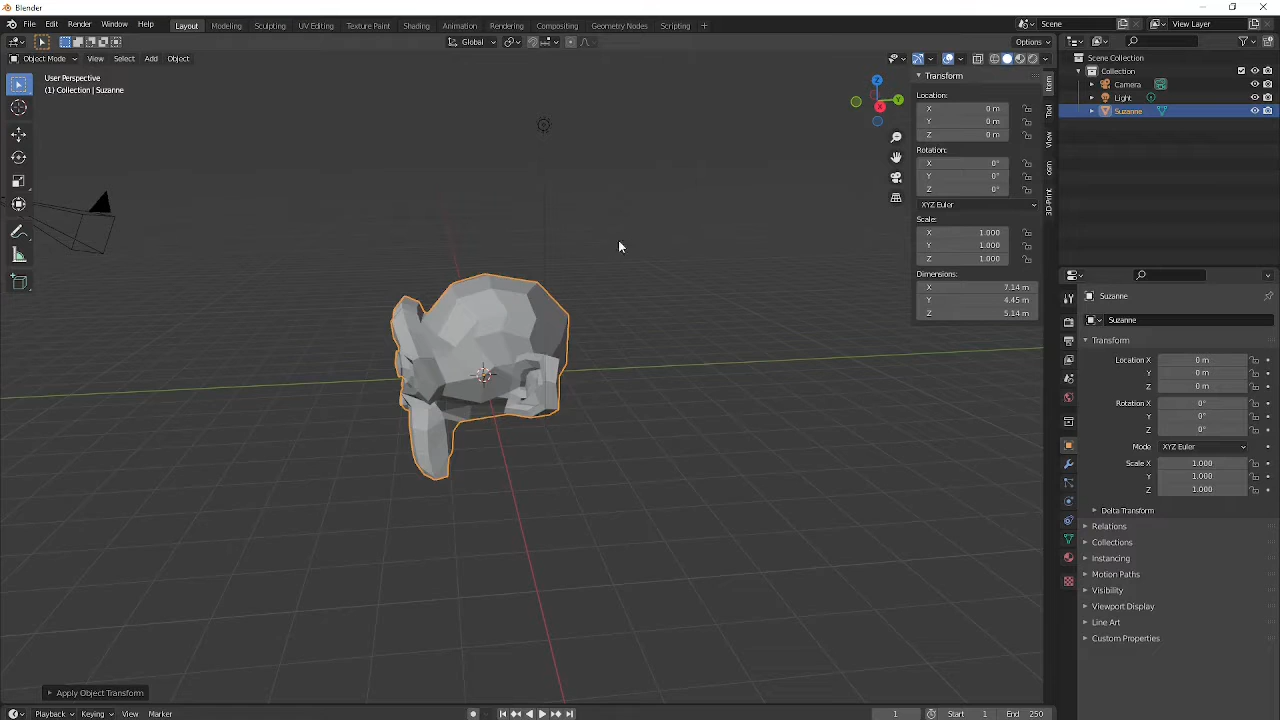 Blender
File Edit Render Window Help Layout Modeling Sculpting UV Editing Texture Paint Shading Animation Rendering Compositing Geometry Nodes Scripting + Scene View Layer
Global Options
Object Mode View Select Add Object
User Perspective
(1) Collection | Suzanne
Z
Y
X
Transform
Location:
X 0 m
Y 0 m
Z 0 m
Rotation:
X 0°
Y 0°
Z 0°
XYZ Euler
Scale:
X 1.000
Y 1.000
Z 1.000
Dimensions:
X 7.14 m
Y 4.45 m
Z 5.14 m
Item
Tool
View
3D-Print
Scene Collection
Collection
Camera
Light
Suzanne
Suzanne
Suzanne
Transform
Location X 0 m
Y 0 m
Z 0 m
Rotation X 0°
Y 0°
Z 0°
Mode XYZ Euler
Scale X 1.000
Y 1.000
Z 1.000
Delta Transform
Relations
Collections
Instancing
Motion Paths
Visibility
Viewport Display
Line Art
Custom Properties
Apply Object Transform
Playback Keying View Marker 1 Start 1 End 250